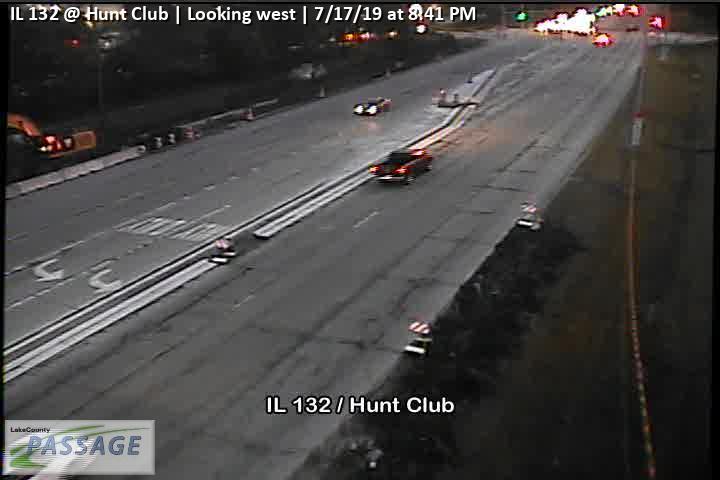 IL 132 @ Hunt Club | Looking west | 7/17/19 at 8:41 PM
IL 132 / Hunt Club
LakeCounty
PASSAGE